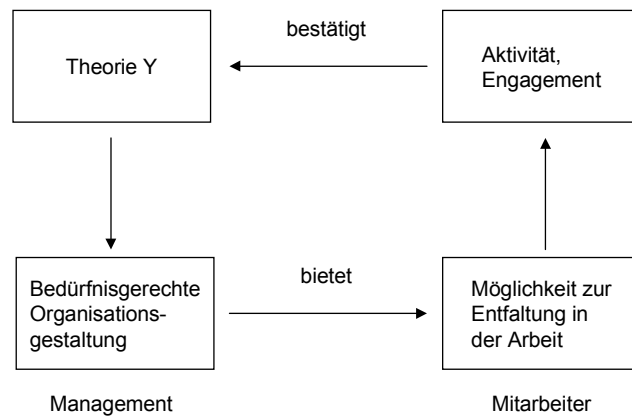 bestätigt
Theorie Y
Aktivität,
Engagement
Bedürfnisgerechte
Organisations-
gestaltung
bietet
Möglichkeit zur
Entfaltung in
der Arbeit
Management
Mitarbeiter